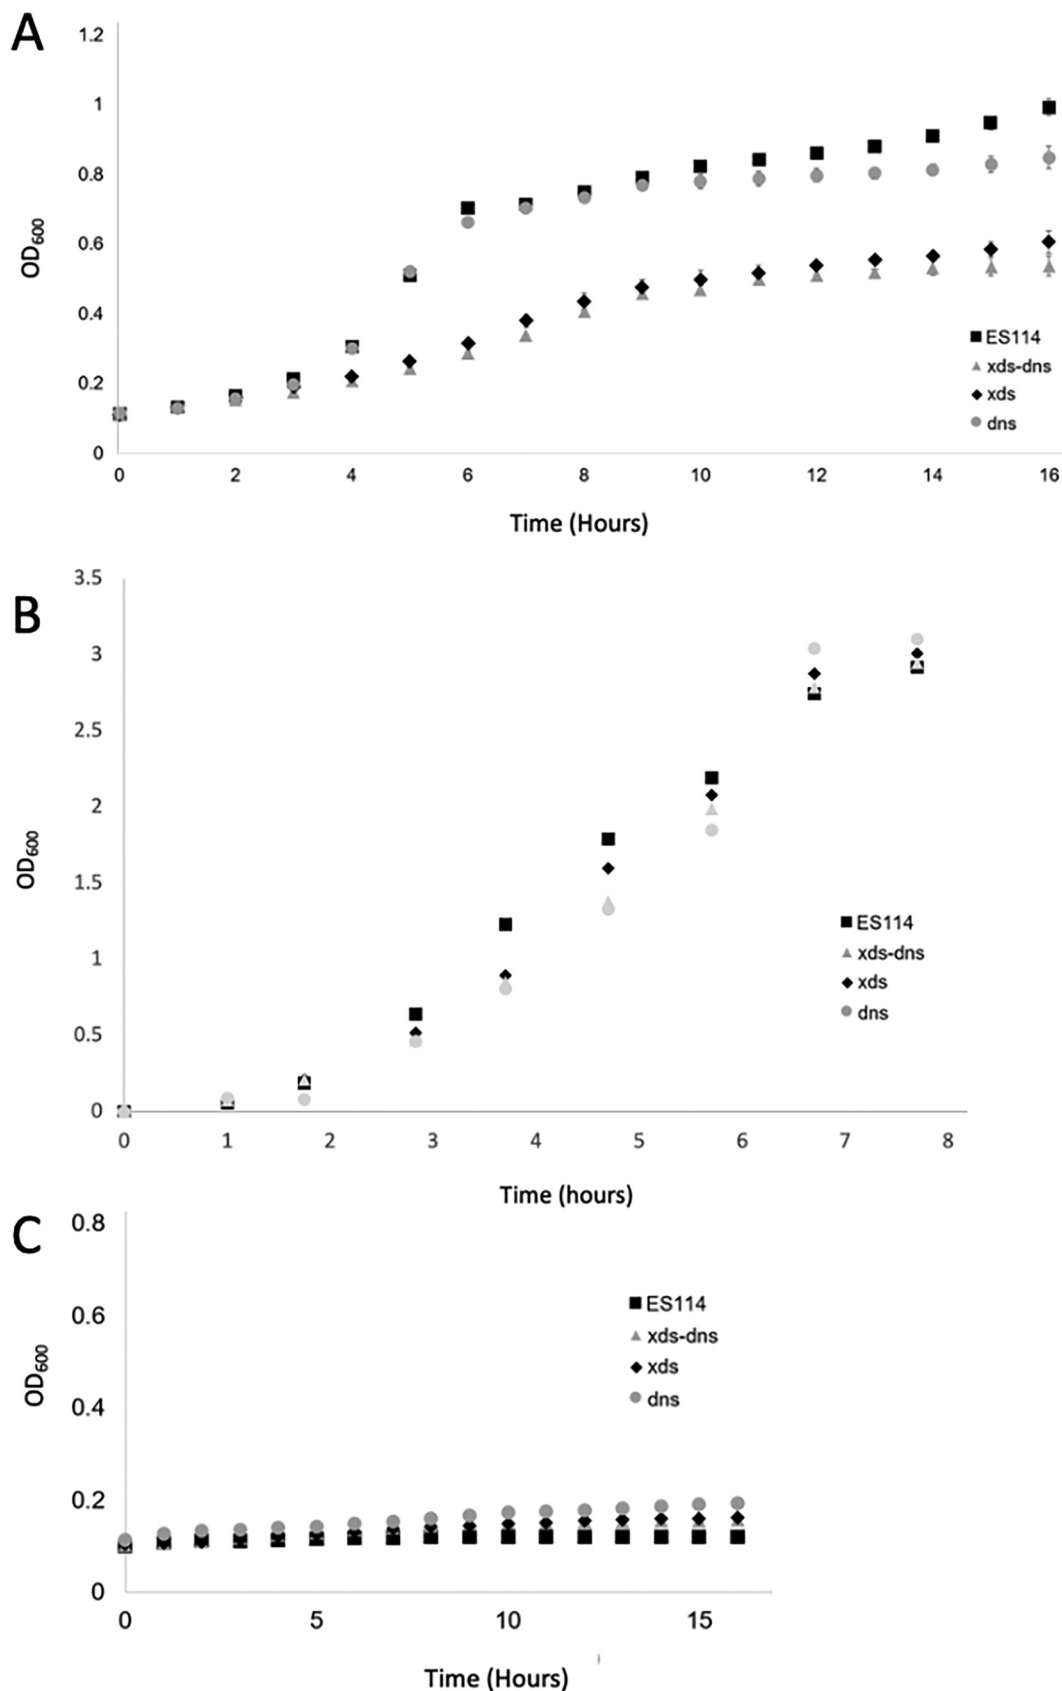 A
1.2
1
0.8
0.6
0.4
0.2
0
OD600
ES114
xds-dns
xds
dns
0 2 4 6 8 10 12 14 16
Time (Hours)
B
3.5
3
2.5
2
1.5
1
0.5
0
OD600
ES114
xds-dns
xds
dns
0 1 2 3 4 5 6 7 8
Time (hours)
C
0.8
0.6
0.4
0.2
0
OD600
ES114
xds-dns
xds
dns
0 5 10 15
Time (Hours)